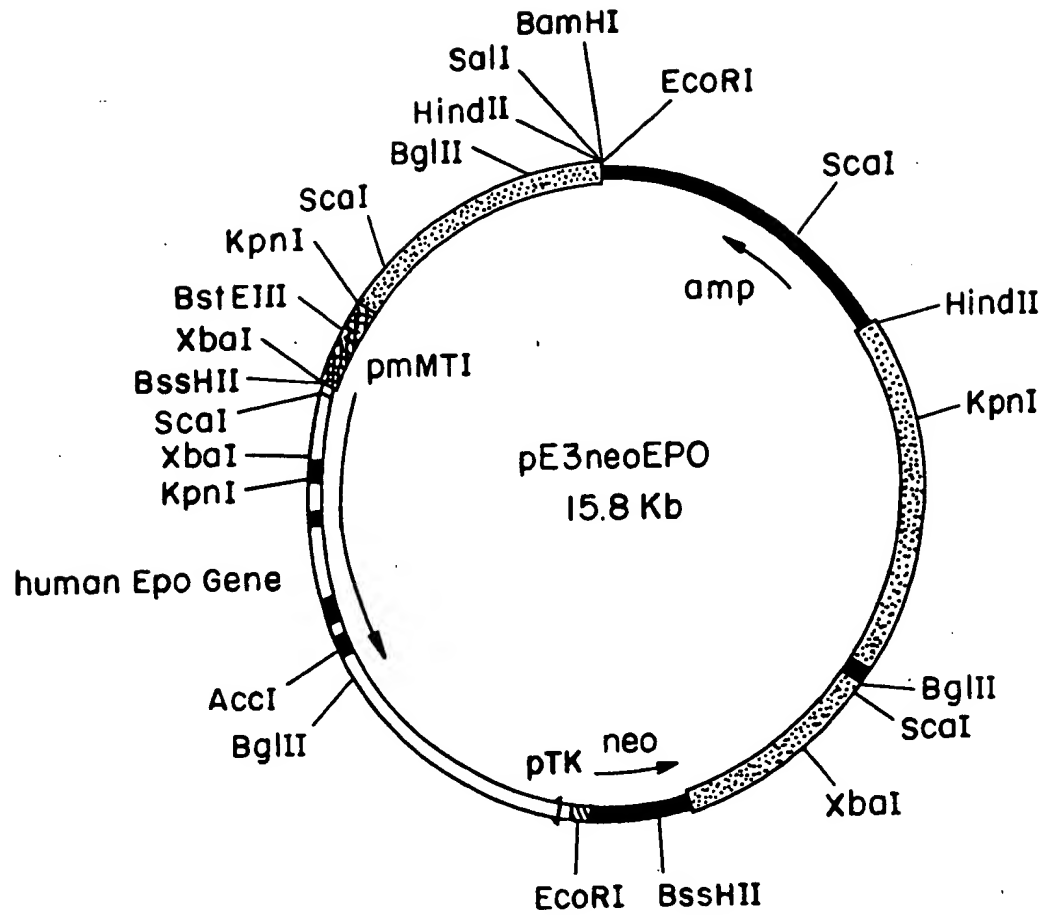 BamHI
SalI
EcoRI
HindII
BglII
ScaI
ScaI
KpnI
amp
BstEIII
HindII
XbaI
pmMTI
BssHII
ScaI
KpnI
XbaI
pE3neoEPO
KpnI
15.8 Kb
human Epo Gene
AccI
BglII
ScaI
BglII
neo
pTK
XbaI
EcoRI
BssHII